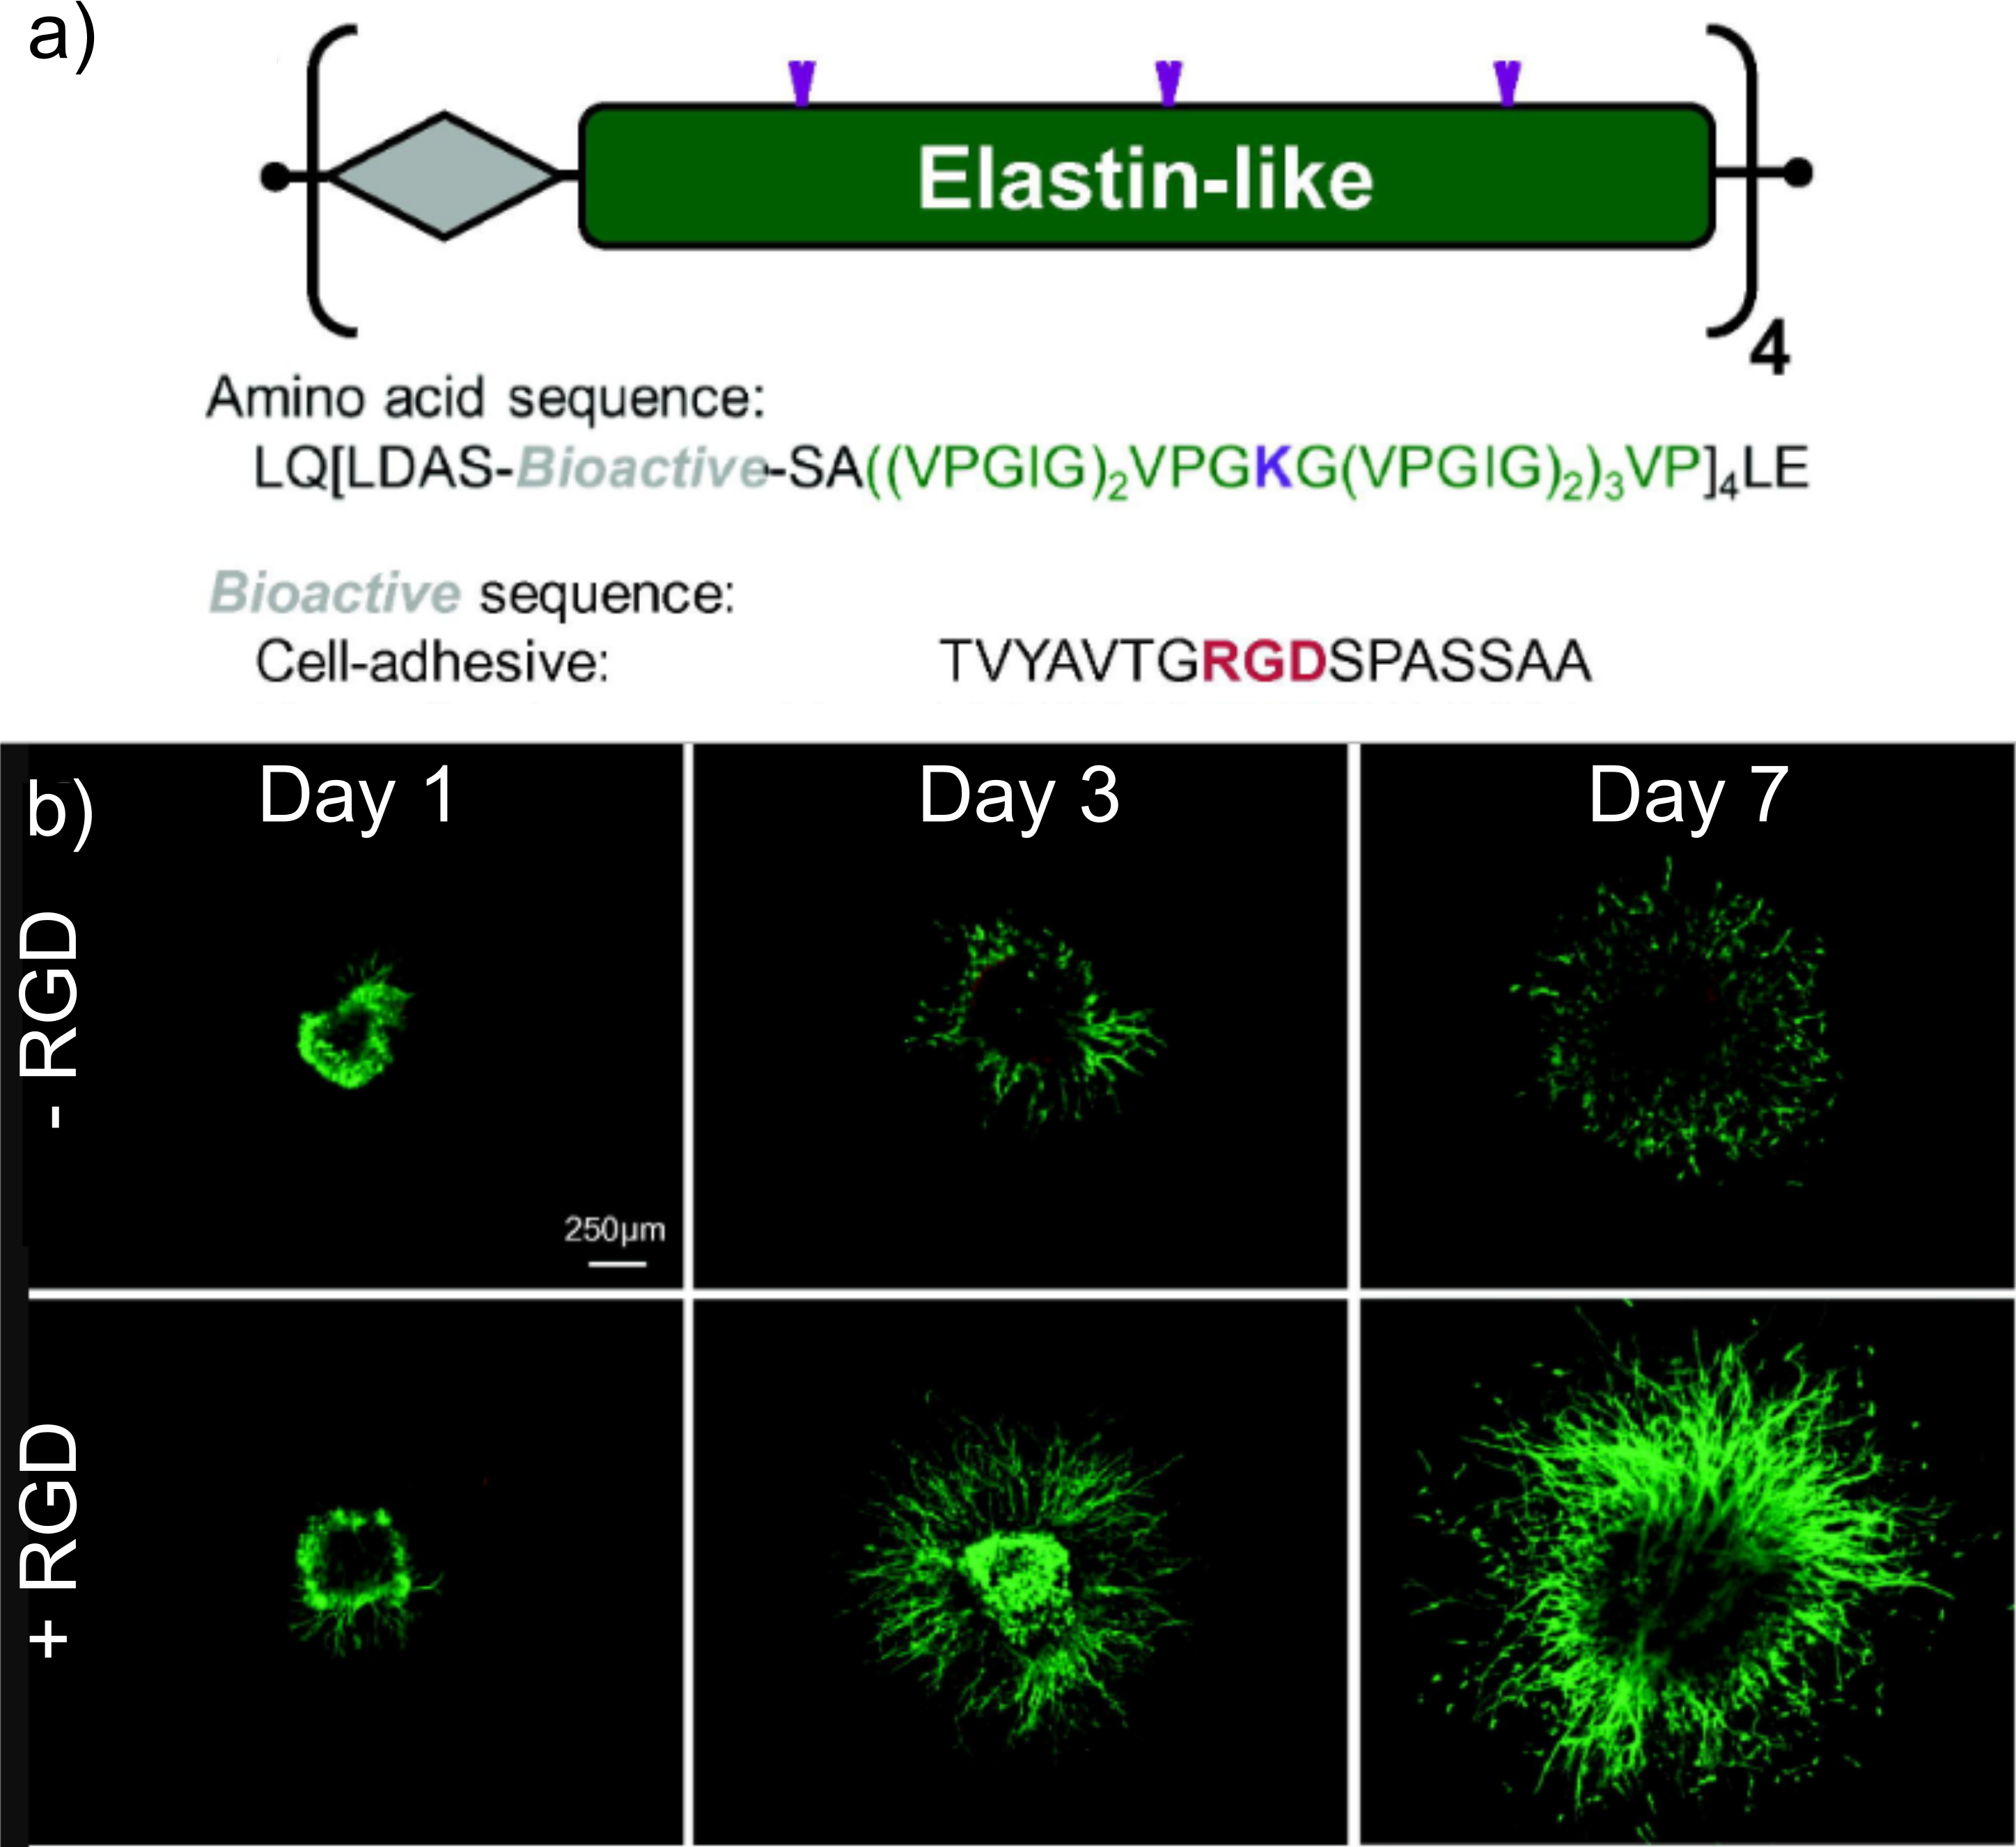 a)
Elastin-like
4
Amino acid sequence:
LQ[LDAS-Bioactive-SA((VPGIG)₂VPGKG(VPGIG)₂)₃VP]₄LE
Bioactive sequence:
Cell-adhesive: TVYAVTGRGDSPASSAA
b)
Day 1 Day 3 Day 7
- RGD
250µm
+ RGD